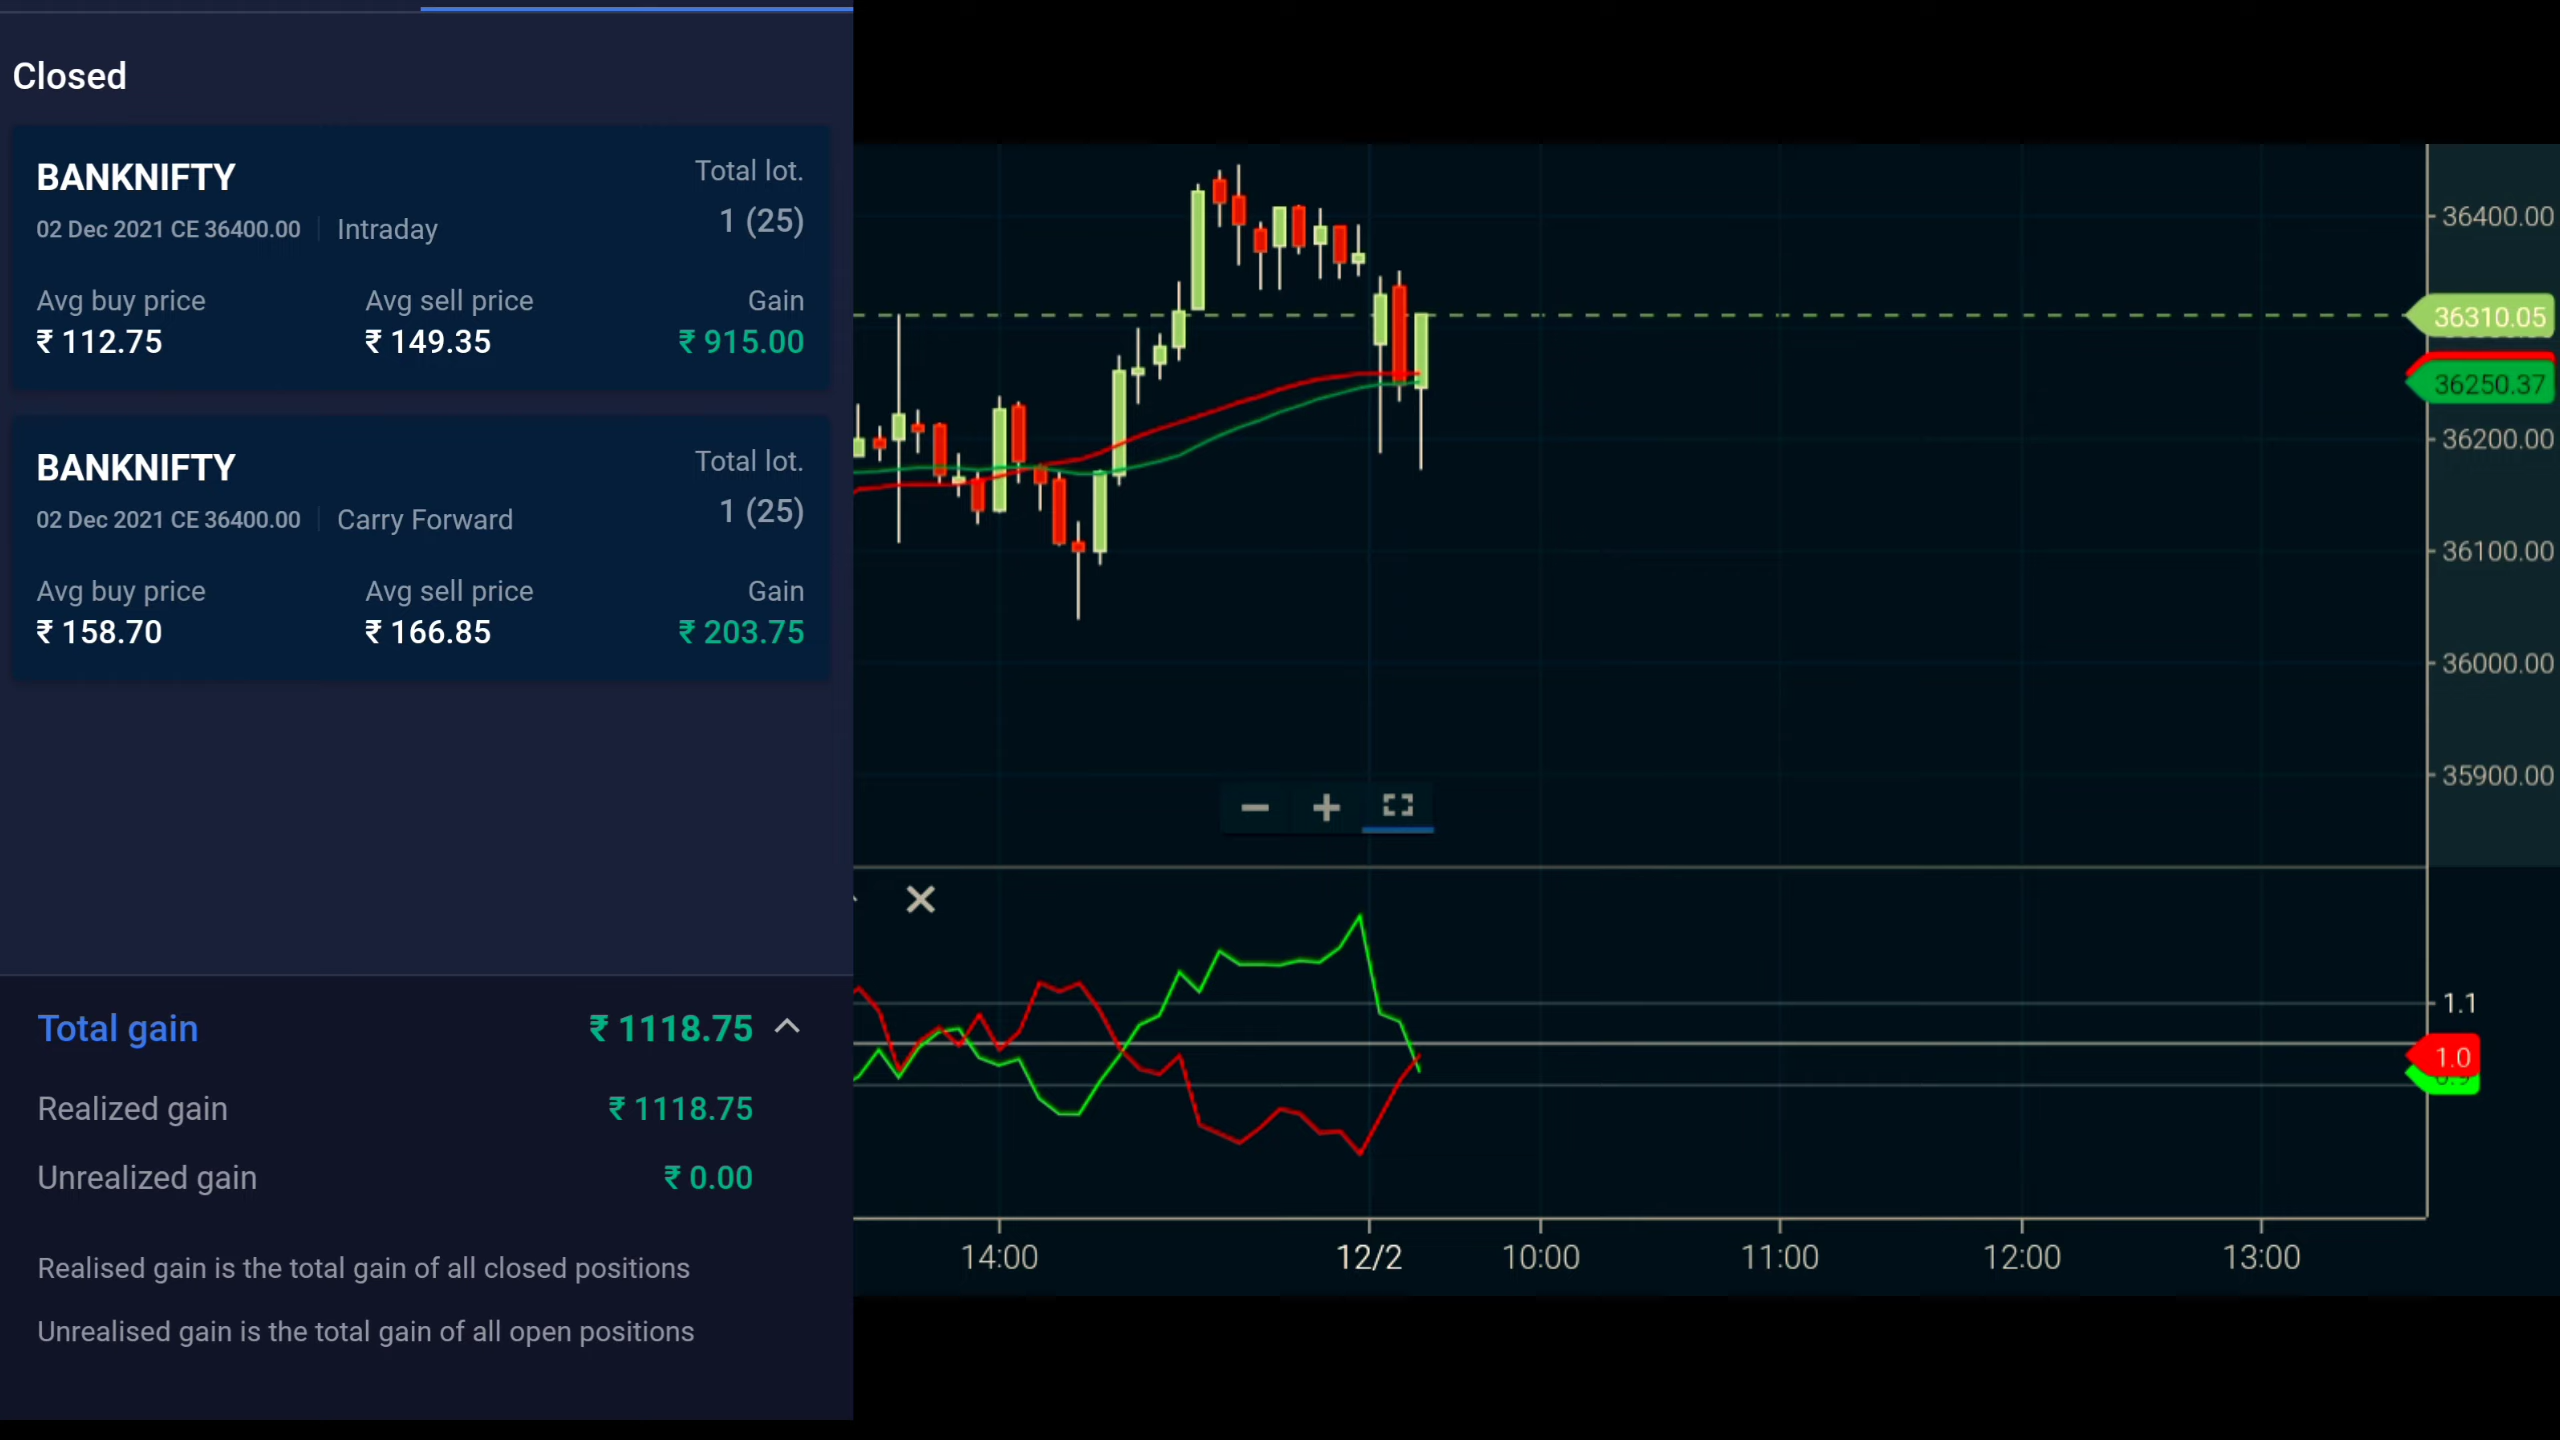 Closed
BANKNIFTY
Total lot.
02 Dec 2021 CE 36400.00 Intraday
1 (25)
Avg buy price Avg sell price Gain
₹ 112.75 ₹ 149.35 ₹ 915.00
BANKNIFTY
Total lot.
02 Dec 2021 CE 36400.00 Carry Forward
1 (25)
Avg buy price Avg sell price Gain
₹ 158.70 ₹ 166.85 ₹ 203.75
Total gain ₹ 1118.75
Realized gain ₹ 1118.75
Unrealized gain ₹ 0.00
Realised gain is the total gain of all closed positions
Unrealised gain is the total gain of all open positions
36400.00
36310.05
36250.37
36200.00
36100.00
36000.00
35900.00
1.1
1.0
14:00 12/2 10:00 11:00 12:00 13:00